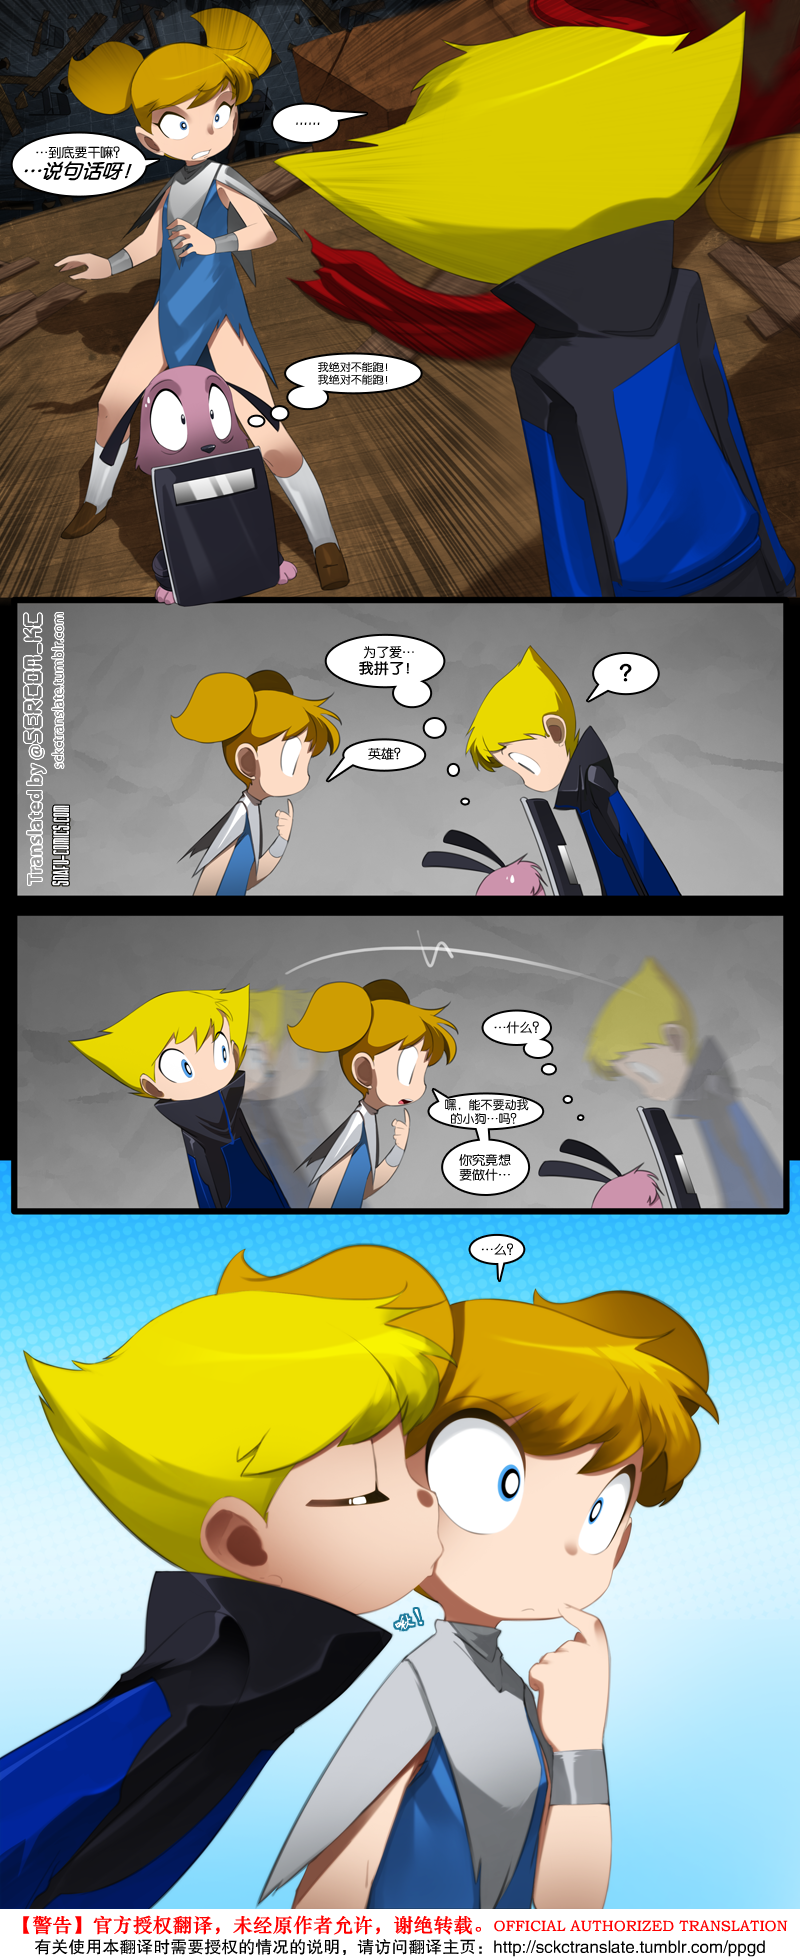 ……
…到底要干嘛?
…说句话呀!
我绝对不能跑!
我绝对不能跑!
Translated by @SERCOM_KC
sckctranslate.tumblr.com
SNAFU-COMICS.COM
为了爱…
我拼了!
?
英雄?
…什么?
嘿，能不要动我
的小狗…吗?
你究竟想
要做什…
…么?
啾!
【警告】官方授权翻译，未经原作者允许，谢绝转载。OFFICIAL AUTHORIZED TRANSLATION
有关使用本翻译时需要授权的情况的说明，请访问翻译主页：http://sckctranslate.tumblr.com/ppgd